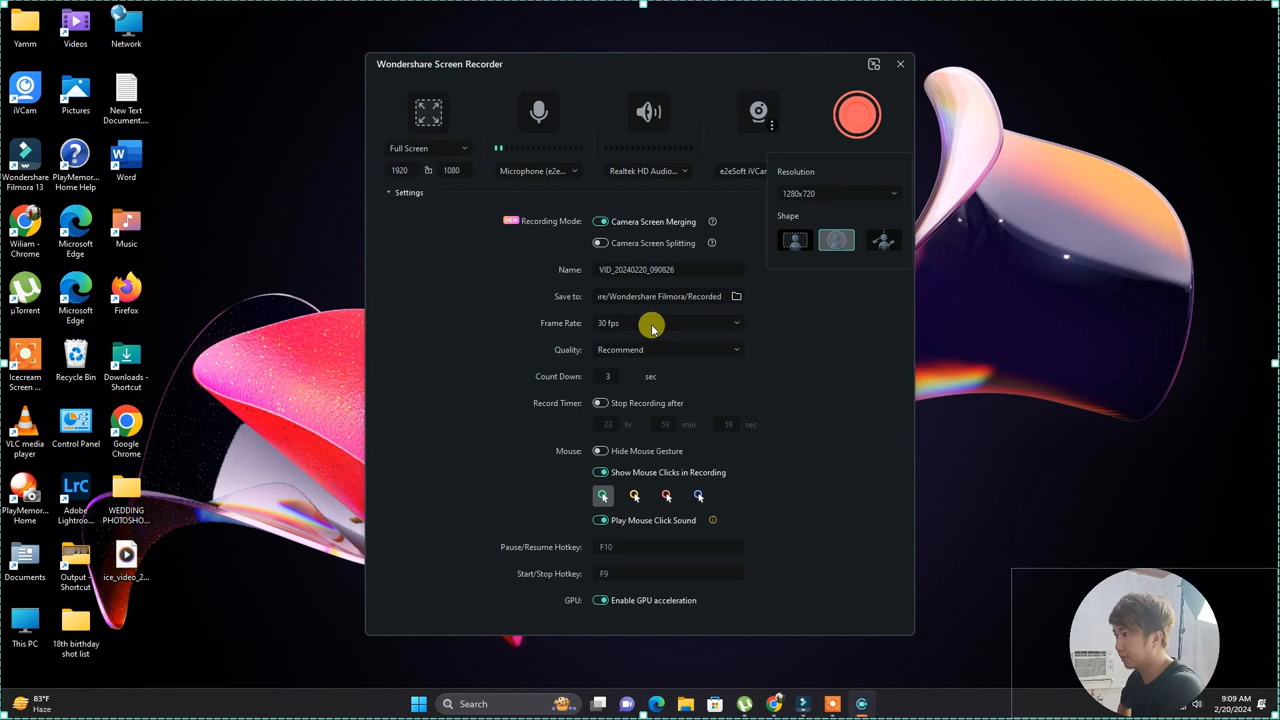 Yamm
Videos
Network
iVCam
Pictures
New Text
Document....
Wondershare
Filmora 13
PlayMemor...
Home Help
Word
Wiliam -
Chrome
Microsoft
Edge
Music
µTorrent
Microsoft
Edge
Firefox
Icecream
Screen ...
Recycle Bin
Downloads -
Shortcut
VLC media
player
Control Panel
Google
Chrome
PlayMemor...
Home
Adobe
Lightroo...
WEDDING
PHOTOSHO...
Documents
Output -
Shortcut
ice_video_2...
This PC
18th birthday
shot list
Wondershare Screen Recorder
Full Screen
1920
1080
Microphone (e2e...
Realtek HD Audio...
e2eSoft iVCar
Settings
Resolution
1280x720
Shape
NEW Recording Mode:
Camera Screen Merging
Camera Screen Splitting
Name:
VID_20240220_090826
Save to:
ıre/Wondershare Filmora/Recorded
Frame Rate:
30 fps
Quality:
Recommend
Count Down:
3
sec
Record Timer:
Stop Recording after
23 hr 59 min 59 sec
Mouse:
Hide Mouse Gesture
Show Mouse Clicks in Recording
Play Mouse Click Sound
Pause/Resume Hotkey:
F10
Start/Stop Hotkey:
F9
GPU:
Enable GPU acceleration
83°F
Haze
Search
9:09 AM
2/20/2024